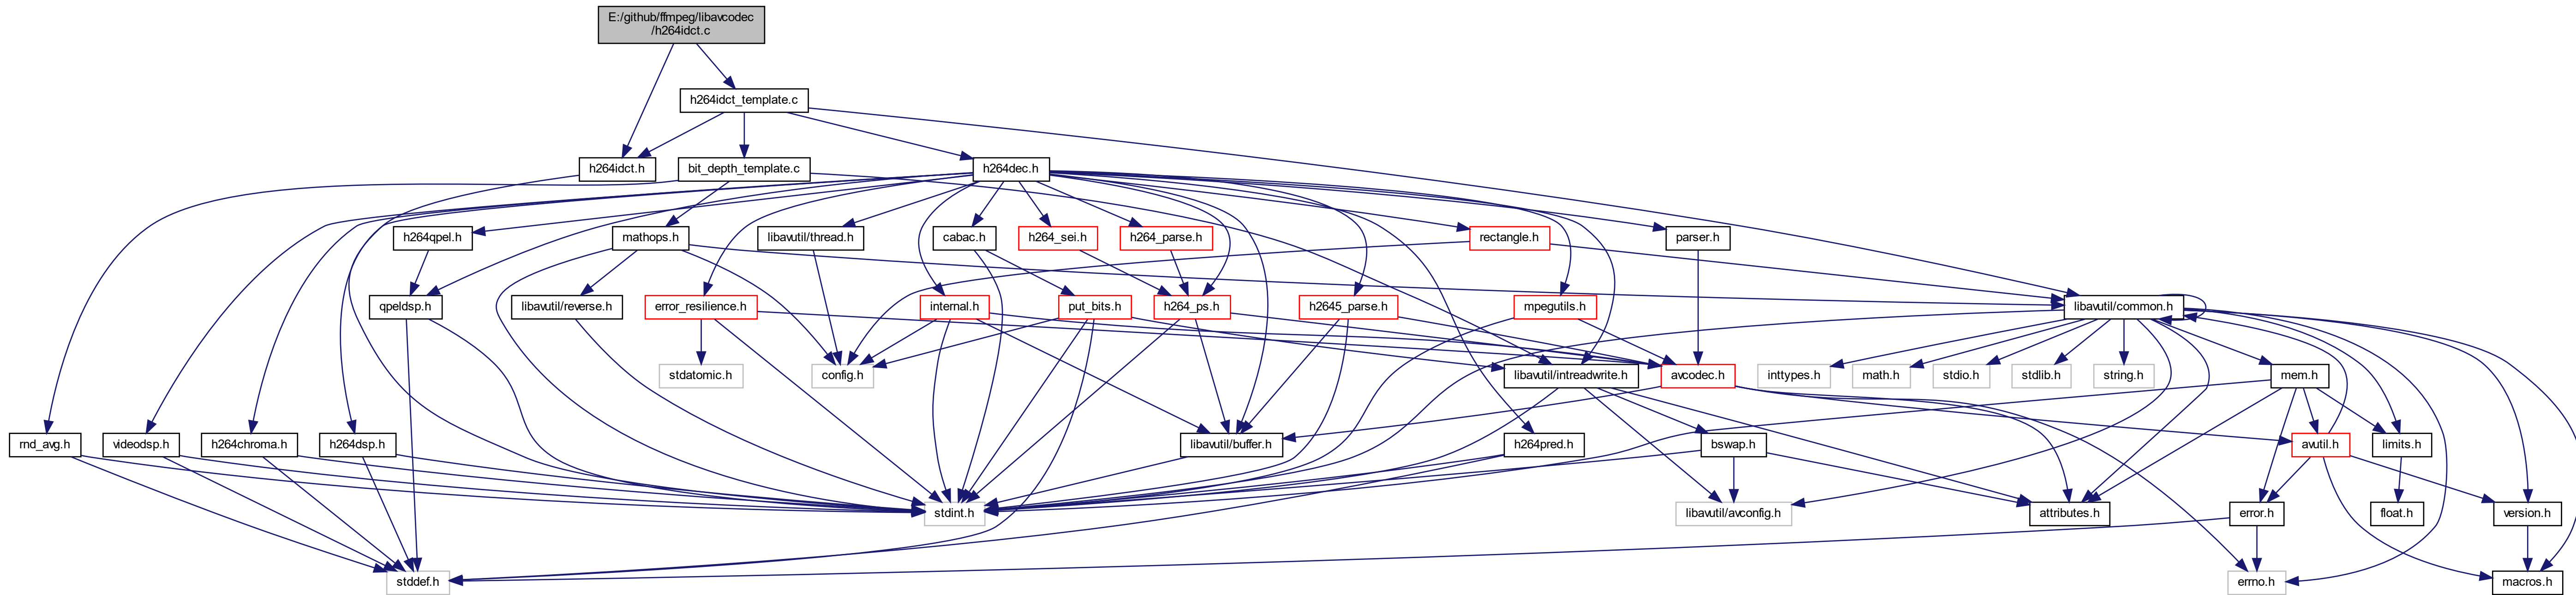 E:/github/ffmpeg/libavcodec
/h264idct.c
h264idct_template.c
h264idct.h
bit_depth_template.c
h264dec.h
h264qpel.h
mathops.h
libavutil/thread.h
cabac.h
h264_sei.h
h264_parse.h
rectangle.h
parser.h
qpeldsp.h
libavutil/reverse.h
error_resilience.h
internal.h
put_bits.h
h264_ps.h
h2645_parse.h
mpegutils.h
libavutil/common.h
stdatomic.h
config.h
libavutil/intreadwrite.h
avcodec.h
inttypes.h
math.h
stdio.h
stdlib.h
string.h
mem.h
rnd_avg.h
videodsp.h
h264chroma.h
h264dsp.h
libavutil/buffer.h
h264pred.h
bswap.h
avutil.h
limits.h
stdint.h
libavutil/avconfig.h
attributes.h
error.h
float.h
version.h
stddef.h
errno.h
macros.h